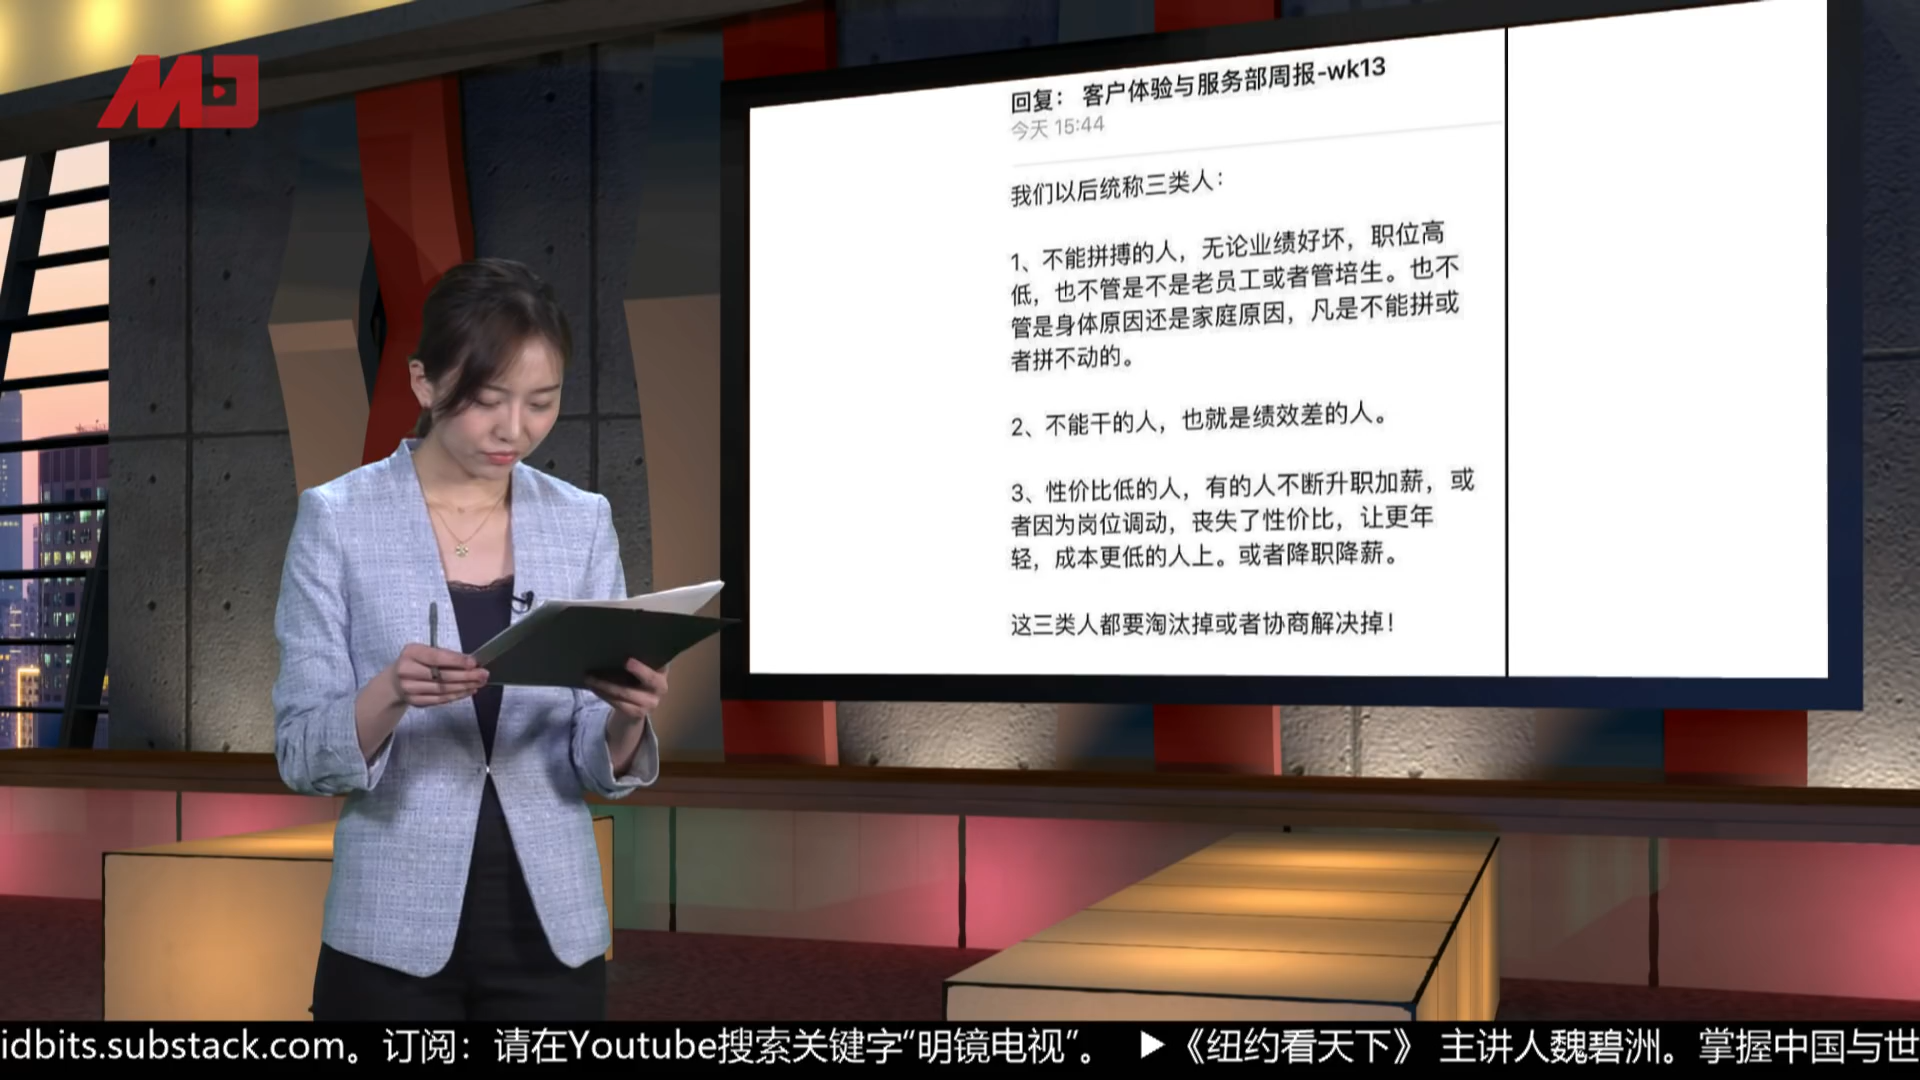 MD
回复： 客户体验与服务部周报-wk13
今天 15:44
我们以后统称三类人：
1、不能拼搏的人，无论业绩好坏，职位高
低，也不管是不是老员工或者管培生。也不
管是身体原因还是家庭原因，凡是不能拼或
者拼不动的。
2、不能干的人，也就是绩效差的人。
3、性价比低的人，有的人不断升职加薪，或
者因为岗位调动，丧失了性价比，让更年
轻，成本更低的人上。或者降职降薪。
这三类人都要淘汰掉或者协商解决掉！
idbits.substack.com。订阅：请在Youtube搜索关键字“明镜电视”。 ▶《纽约看天下》 主讲人魏碧洲。掌握中国与世